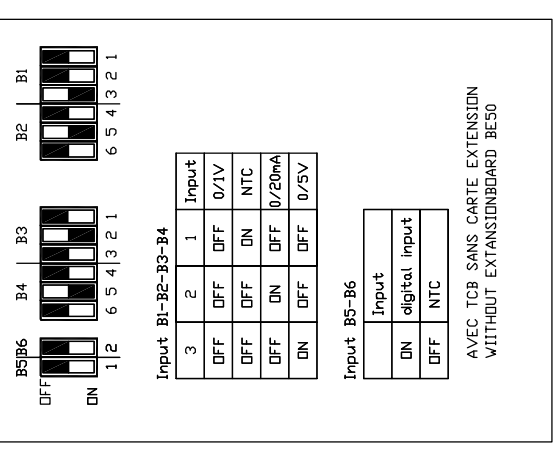 B5 B6 B4 B3 B2 B1
OFF
ON
1 2 6 5 4 3 2 1 6 5 4 3 2 1
Input B1-B2-B3-B4
3 2 1 Input
OFF OFF OFF 0/1V
OFF OFF ON NTC
OFF ON OFF 0/20mA
ON OFF OFF 0/5V
Input B5-B6
Input
ON digital input
OFF NTC
AVEC TCB SANS CARTE EXTENSION
WIITHOUT EXTANSIONBOARD BE50